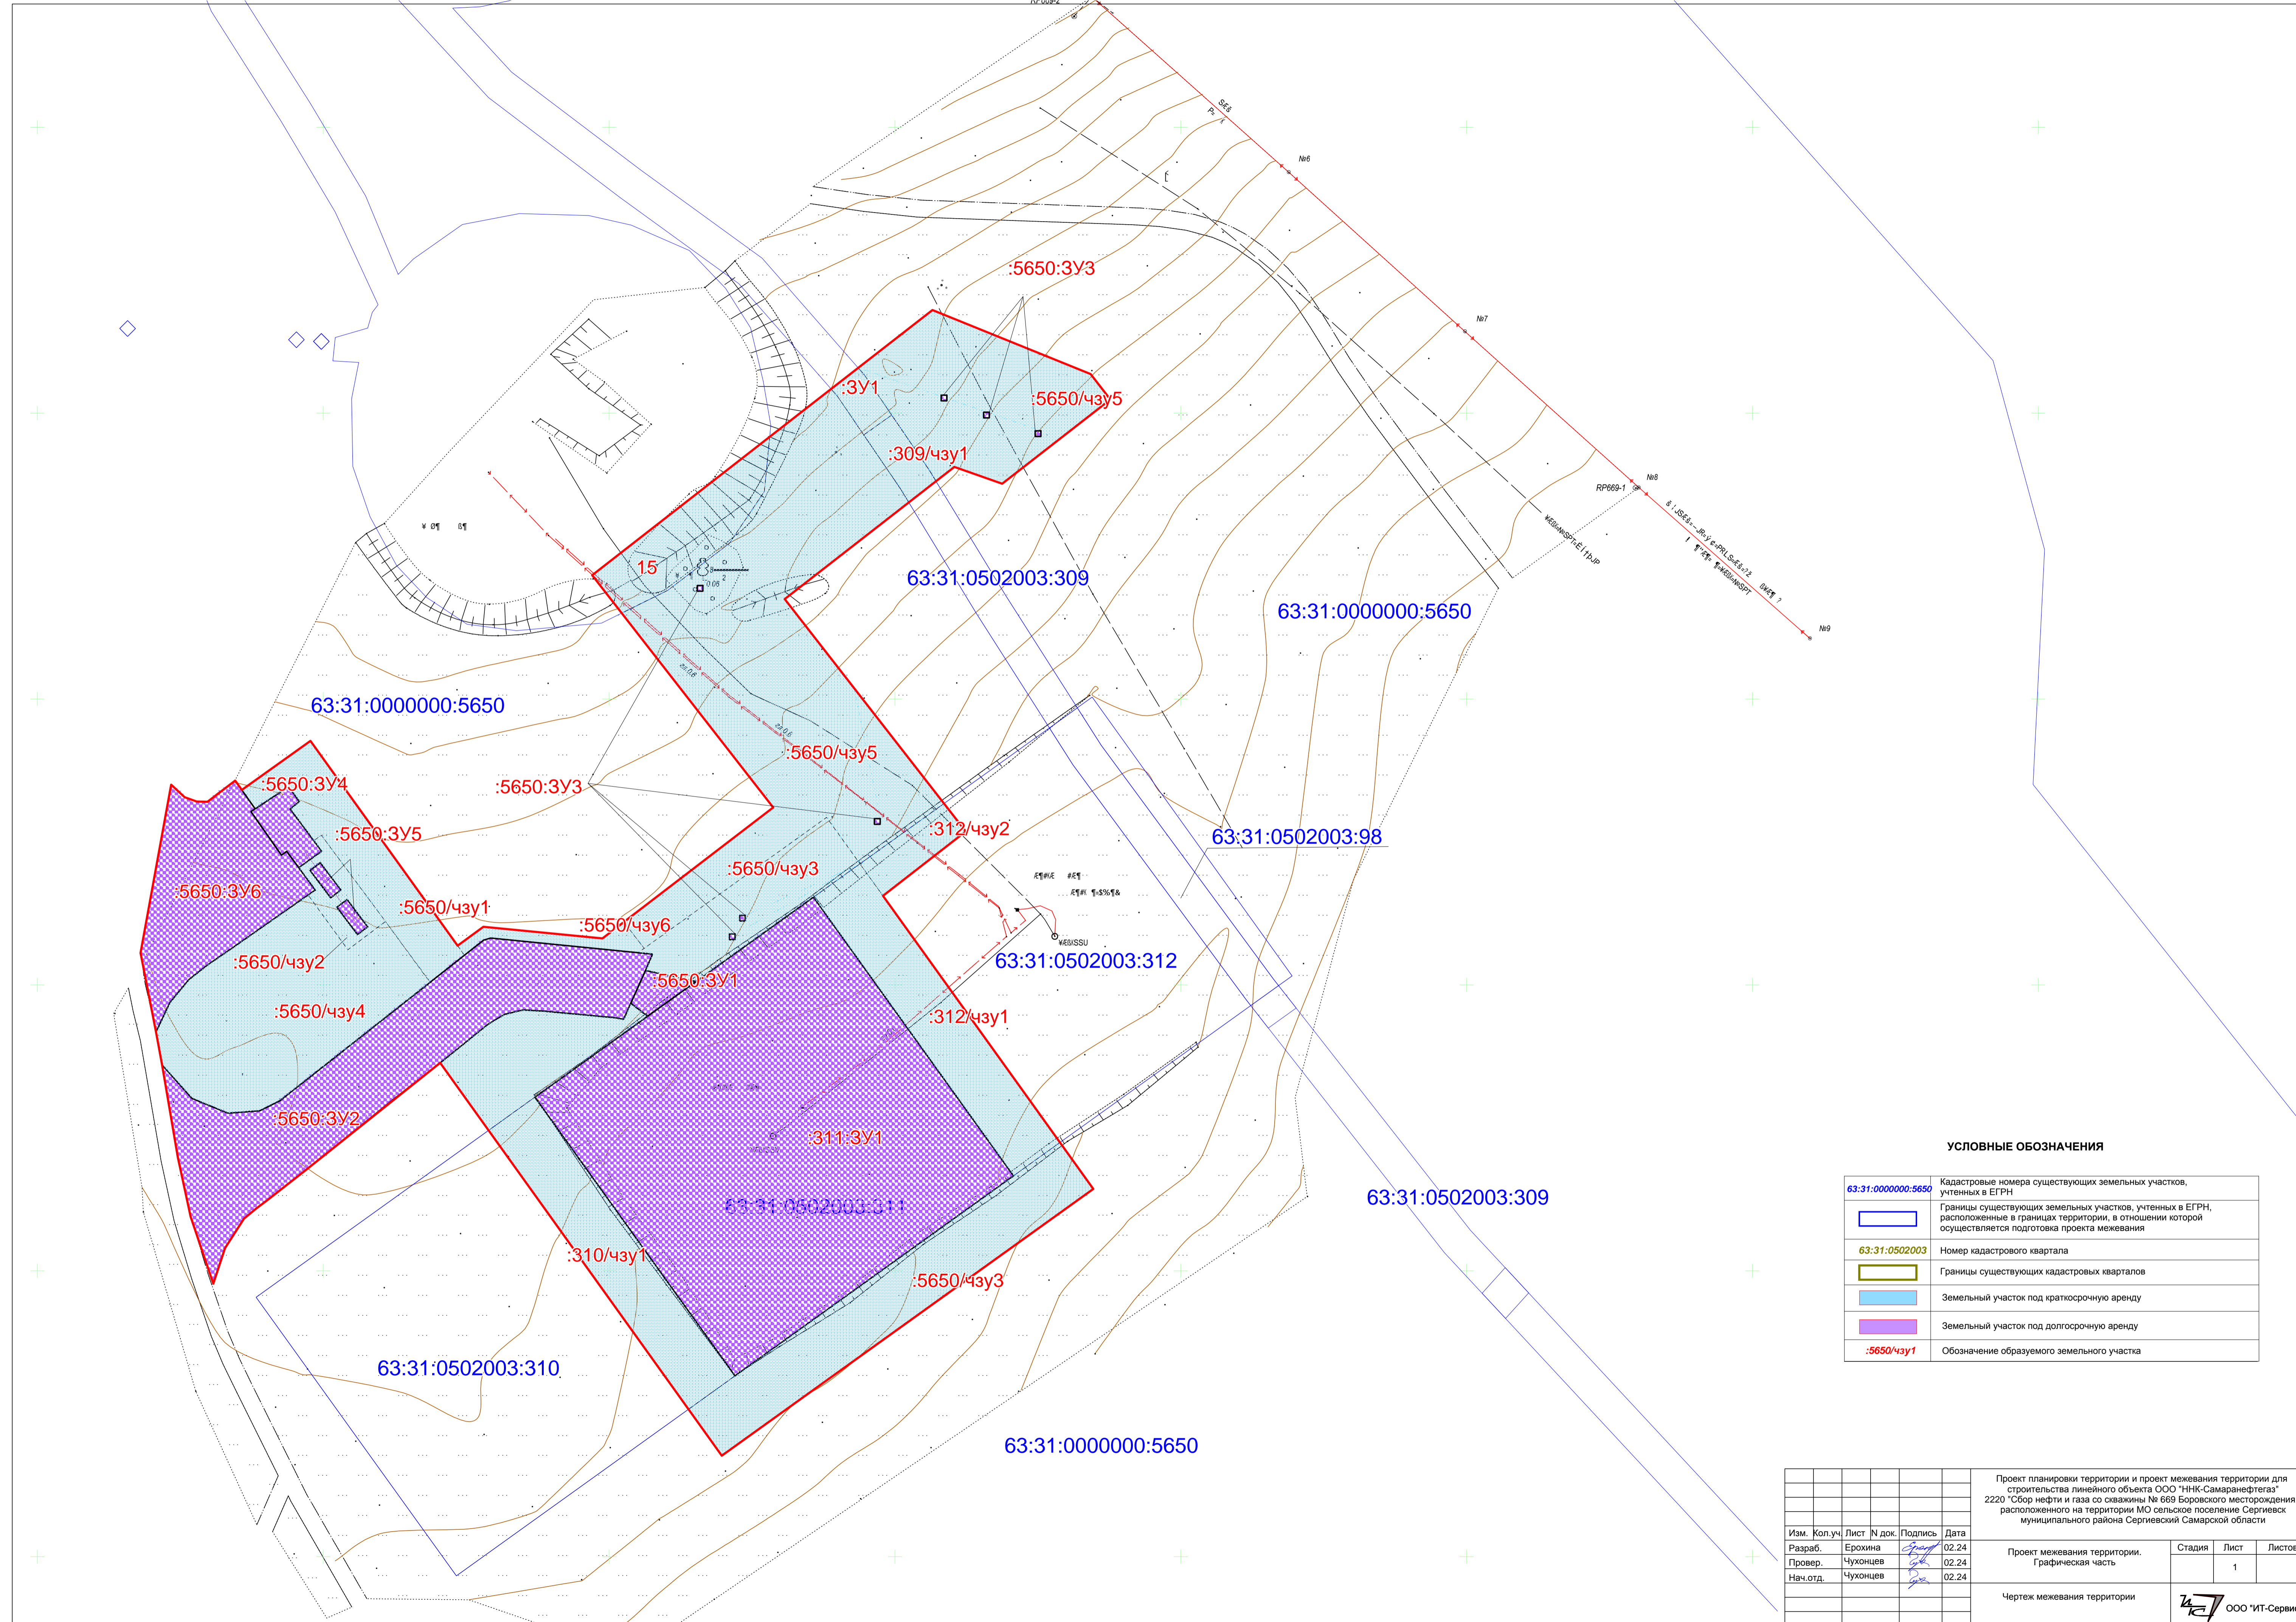 №6
:5650:ЗУ3
№7
:ЗУ1
:5650/чзу5
:309/чзу1
№8
RP669-1
15
0.06
63:31:0502003:309
63:31:0000000:5650
№9
63:31:0000000:5650
:5650/чзу5
:5650:ЗУ4
:5650:ЗУ3
:5650:ЗУ5
:312/чзу2
63:31:0502003:98
:5650/чзу3
:5650:ЗУ6
:5650/чзу1
:5650/чзу6
:5650/чзу2
63:31:0502003:312
:5650:ЗУ1
:5650/чзу4
:312/чзу1
:5650:ЗУ2
:311:ЗУ1
63:31:0502003:309
63:31:0502003:311
:310/чзу1
:5650/чзу3
63:31:0502003:310
63:31:0000000:5650
УСЛОВНЫЕ ОБОЗНАЧЕНИЯ
63:31:0000000:5650
Кадастровые номера существующих земельных участков,
учтенных в ЕГРН
Границы существующих земельных участков, учтенных в ЕГРН,
расположенные в границах территории, в отношении которой
осуществляется подготовка проекта межевания
63:31:0502003 Номер кадастрового квартала
Границы существующих кадастровых кварталов
Земельный участок под краткосрочную аренду
Земельный участок под долгосрочную аренду
:5650/чзу1 Обозначение образуемого земельного участка
Проект планировки территории и проект межевания территории для
строительства линейного объекта ООО "ННК-Самаранефтегаз"
2220 "Сбор нефти и газа со скважины № 669 Боровского месторождения
расположенного на территории МО сельское поселение Сергиевск
муниципального района Сергиевский Самарской области
Изм. Кол.уч. Лист N док. Подпись Дата
Разраб. Ерохина 02.24
Провер. Чухонцев 02.24
Нач.отд. Чухонцев 02.24
Проект межевания территории.
Графическая часть
Стадия Лист Листов
1
Чертеж межевания территории
ООО "ИТ-Сервис